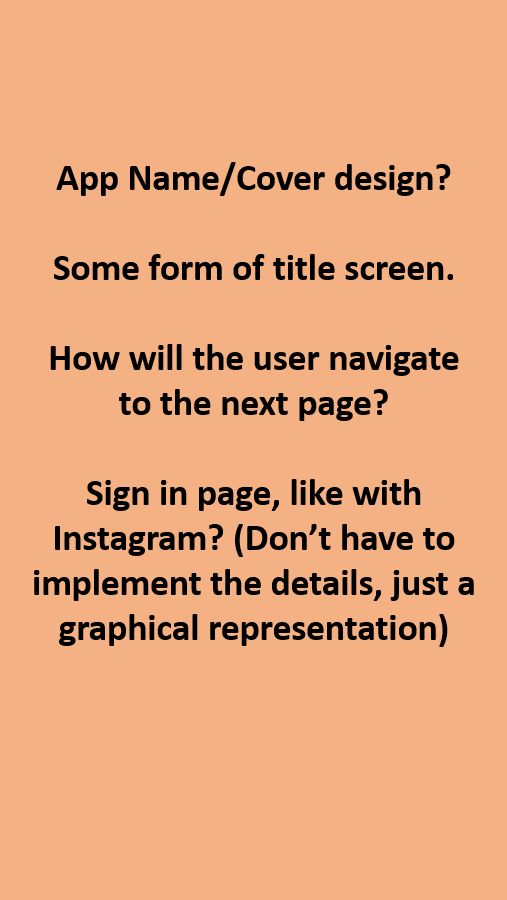 App Name/Cover design?
Some form of title screen.
How will the user navigate
to the next page?
Sign in page, like with
Instagram? (Don’t have to
implement the details, just a
graphical representation)